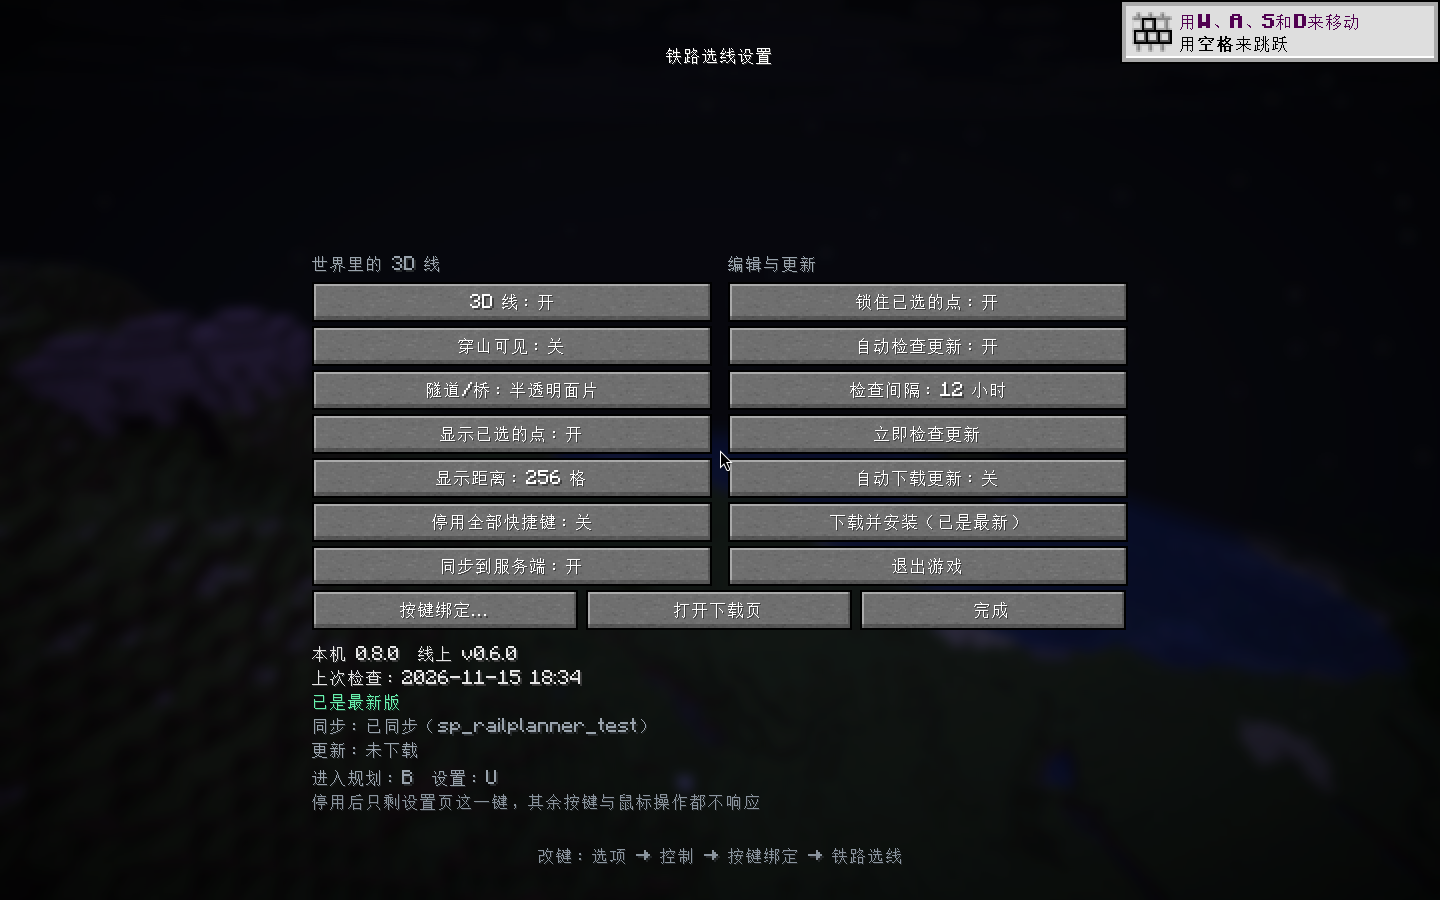 用W、A、S和D来移动
用空格来跳跃
铁路选线设置
世界里的 3D 线
3D 线：开
穿山可见：关
隧道/桥：半透明面片
显示已选的点：开
显示距离：256 格
停用全部快捷键：关
同步到服务端：开
编辑与更新
锁住已选的点：开
自动检查更新：开
检查间隔：12 小时
立即检查更新
自动下载更新：关
下载并安装（已是最新）
退出游戏
按键绑定...
打开下载页
完成
本机 0.8.0 线上 v0.6.0
上次检查：2026-11-15 18:34
已是最新版
同步：已同步（sp_railplanner_test）
更新：未下载
进入规划：B 设置：U
停用后只剩设置页这一键，其余按键与鼠标操作都不响应
改键：选项 → 控制 → 按键绑定 → 铁路选线